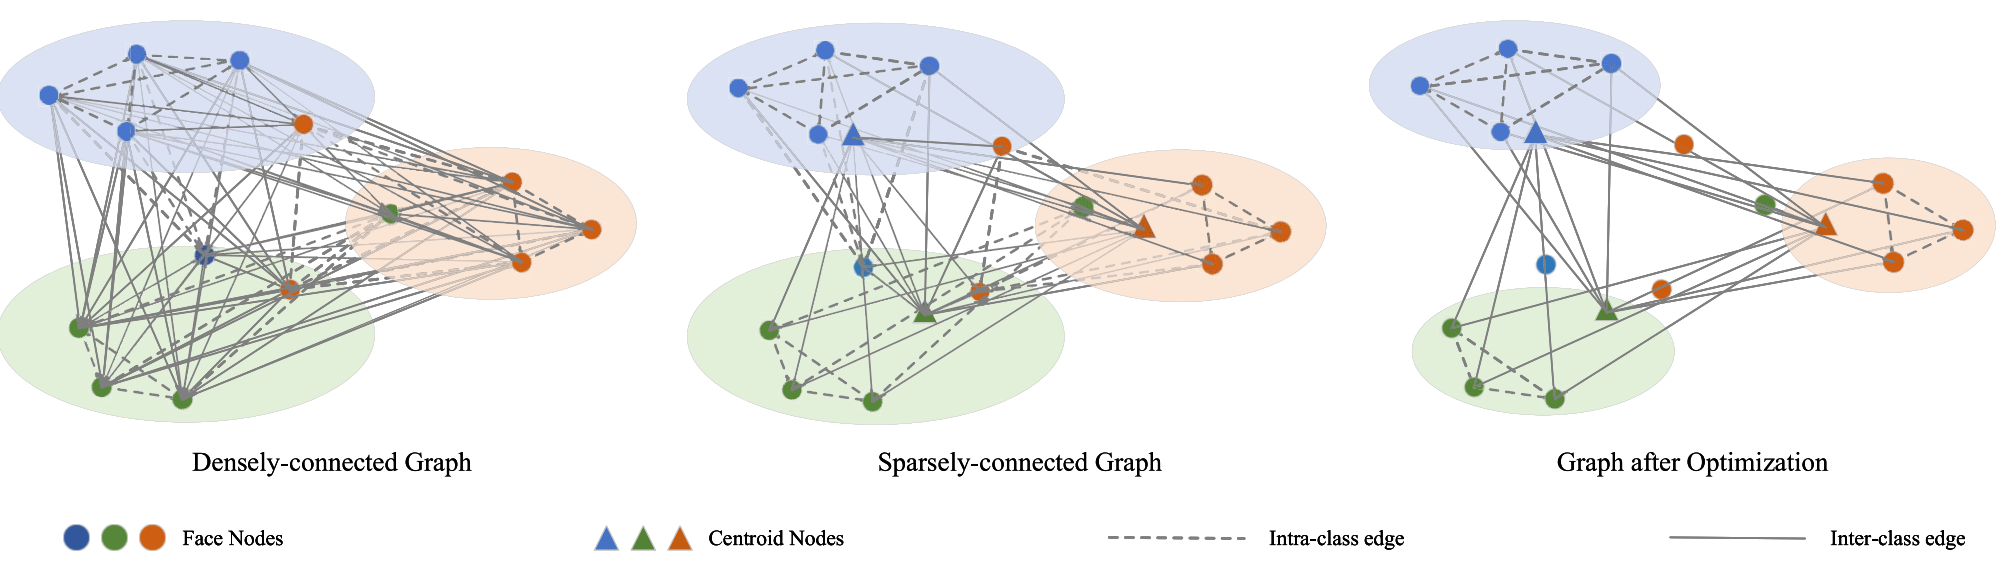 Densely-connected Graph
Sparsely-connected Graph
Graph after Optimization
Face Nodes
Centroid Nodes
Intra-class edge
Inter-class edge